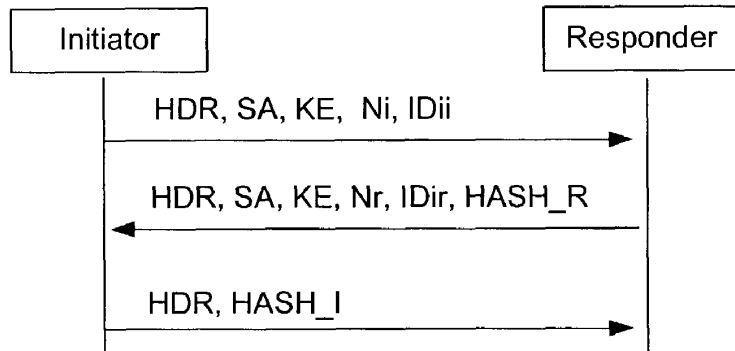 Initiator
Responder
HDR, SA, KE, Ni, IDii
HDR, SA, KE, Nr, IDir, HASH_R
HDR, HASH_I